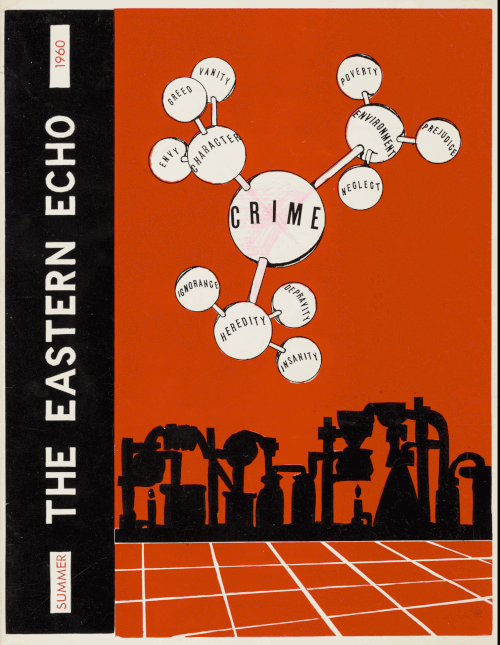 THE EASTERN ECHO
SUMMER
1960
VANITY
GREED
ENVY
CHARACTER
POVERTY
ENVIRONMENT
PREJUDICE
NEGLECT
CRIME
IGNORANCE
DEPRAVITY
HEREDITY
INSANITY